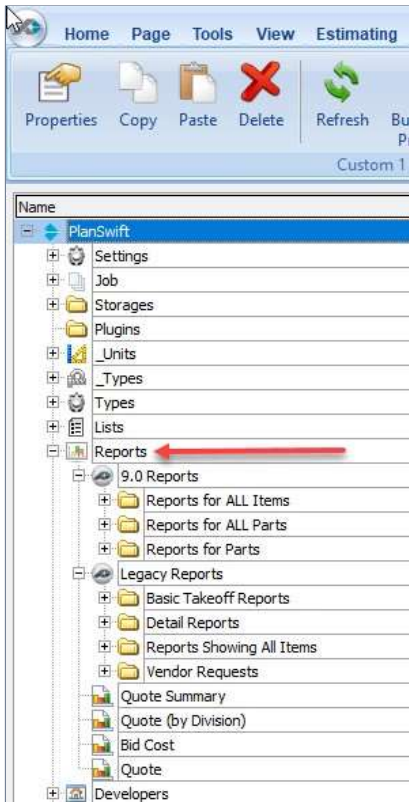 Home Page Tools View Estimating
Properties Copy Paste Delete Refresh
Custom 1
Name
PlanSwift
Settings
Job
Storages
Plugins
_Units
_Types
Types
Lists
Reports
9.0 Reports
Reports for ALL Items
Reports for ALL Parts
Reports for Parts
Legacy Reports
Basic Takeoff Reports
Detail Reports
Reports Showing All Items
Vendor Requests
Quote Summary
Quote (by Division)
Bid Cost
Quote
Developers